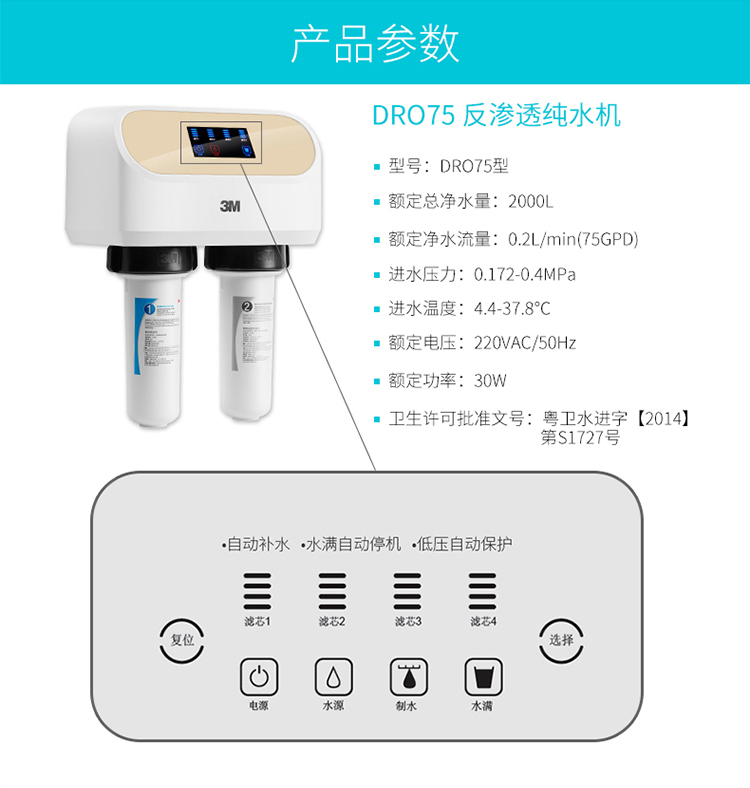 产品参数
DRO75 反渗透纯水机
型号：DRO75型
额定总净水量：2000L
额定净水流量：0.2L/min(75GPD)
进水压力：0.172-0.4MPa
进水温度：4.4-37.8°C
额定电压：220VAC/50Hz
额定功率：30W
卫生许可批准文号：粤卫水进字【2014】
第S1727号
3M
1
2
•自动补水 •水满自动停机 •低压自动保护
滤芯1 滤芯2 滤芯3 滤芯4
复位
选择
电源 水源 制水 水满